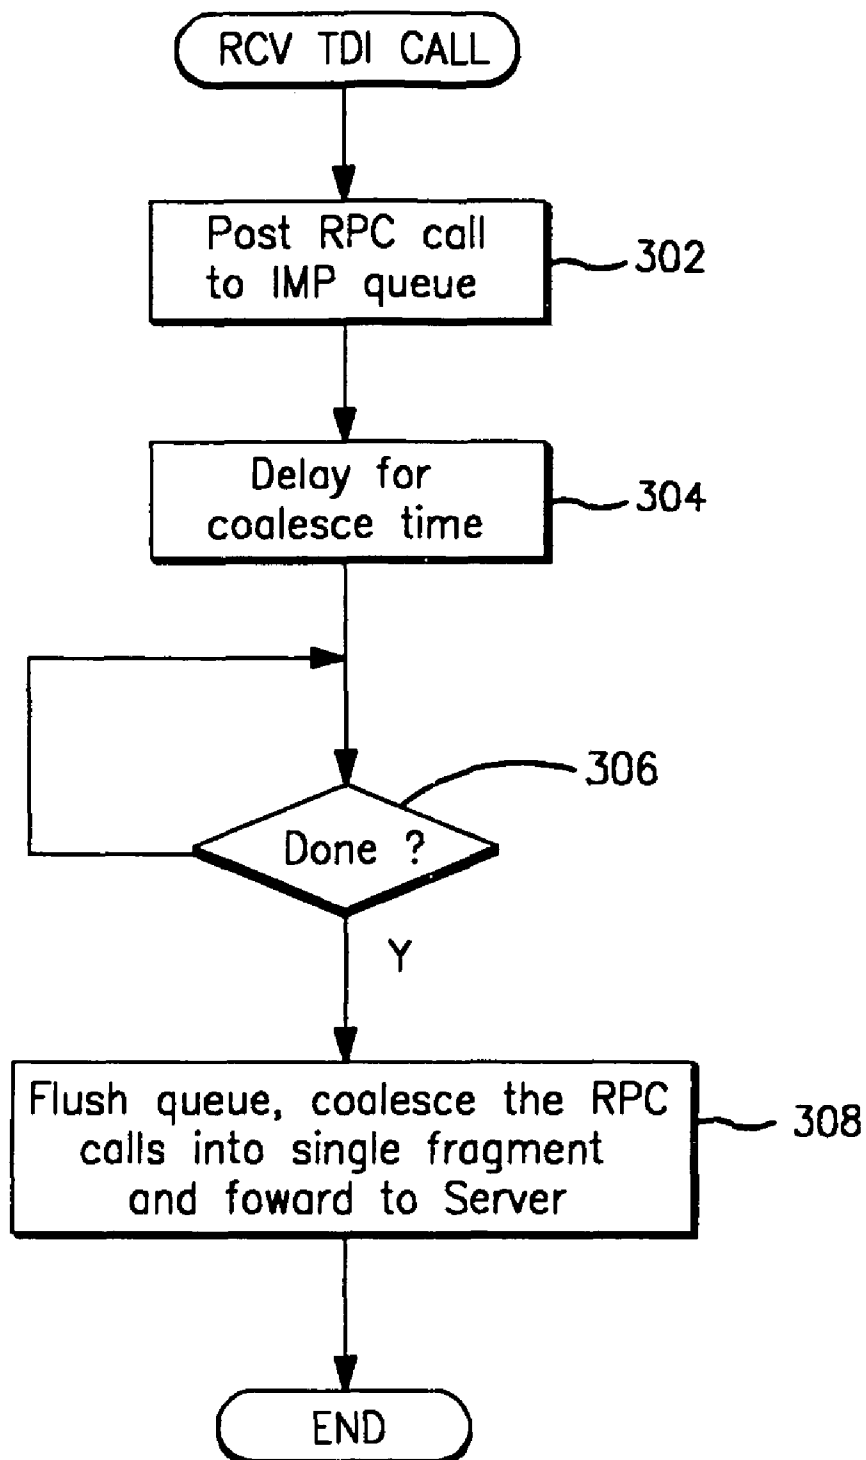 RCV TDI CALL
Post RPC call
to IMP queue
302
Delay for
coalesce time
304
306
Done ?
Y
Flush queue, coalesce the RPC
calls into single fragment
and foward to Server
308
END